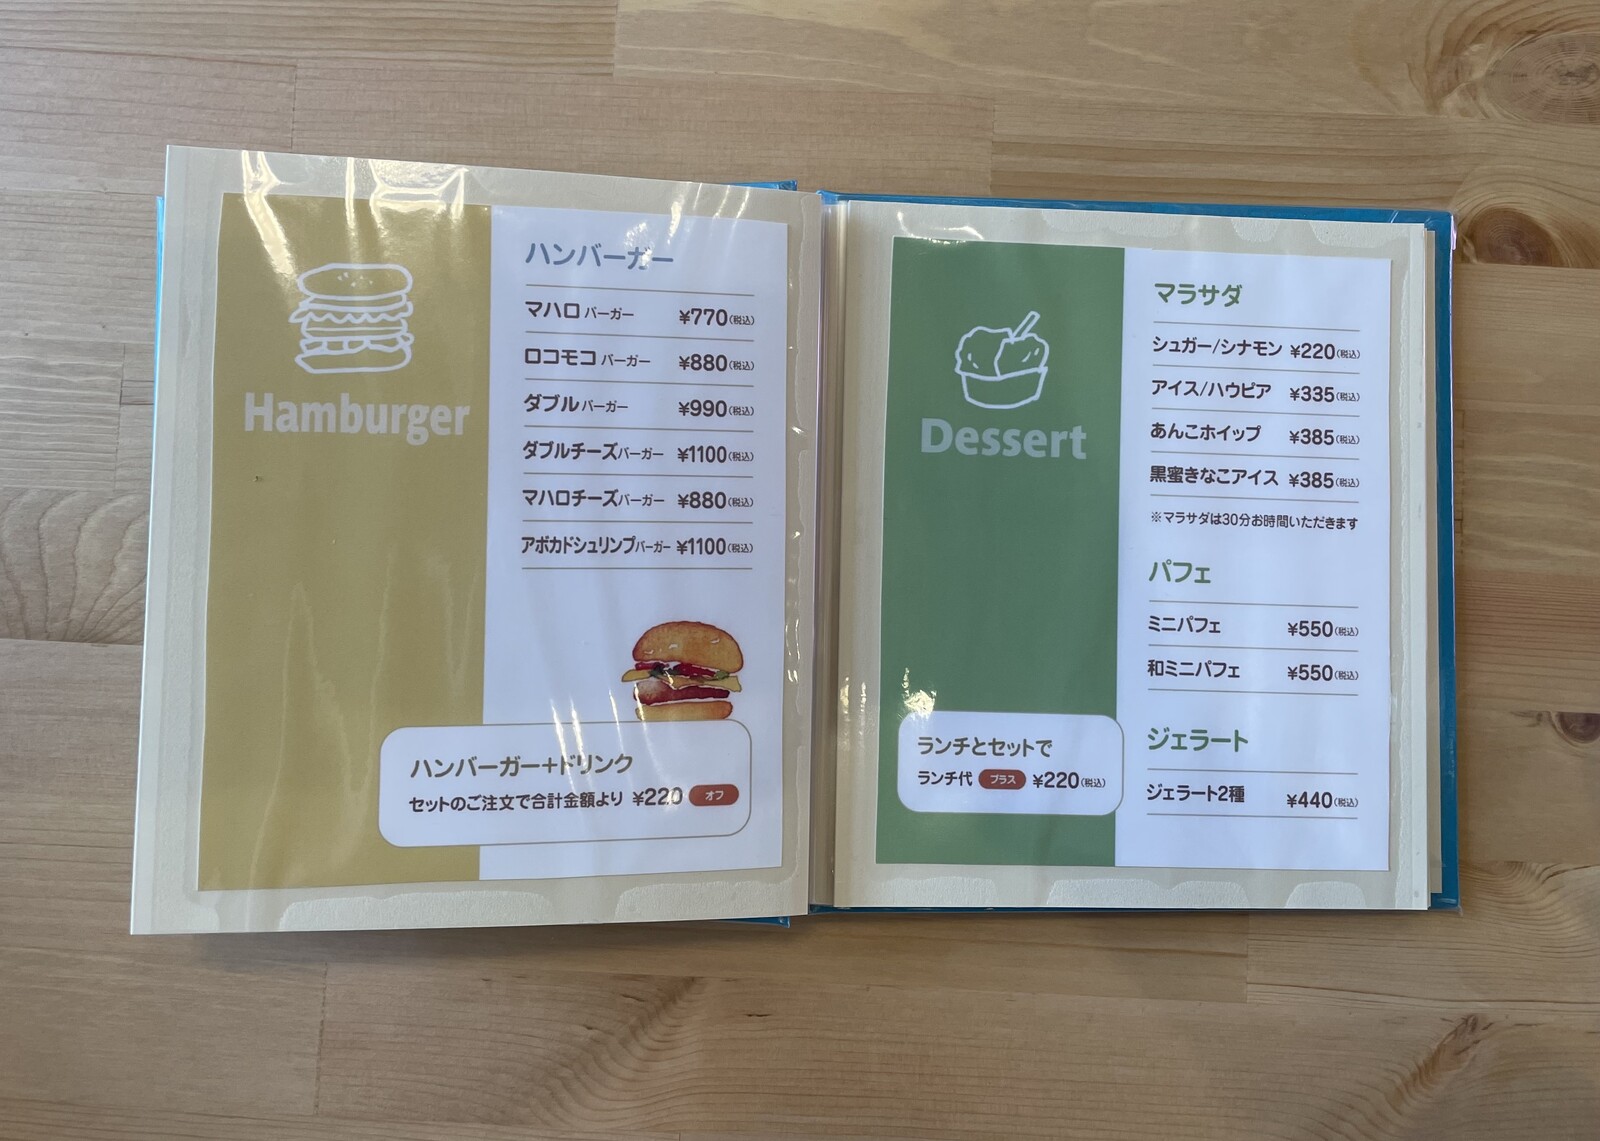 Hamburger
ハンバーガー
マハロバーガー ¥770(税込)
ロコモコバーガー ¥880(税込)
ダブルバーガー ¥990(税込)
ダブルチーズバーガー ¥1100(税込)
マハロチーズバーガー ¥880(税込)
アボカドシュリンプバーガー ¥1100(税込)
ハンバーガー+ドリンク
セットのご注文で合計金額より ¥220 オフ
Dessert
ランチとセットで
ランチ代 プラス ¥220(税込)
マラサダ
シュガー/シナモン ¥220(税込)
アイス/ハウピア ¥335(税込)
あんこホイップ ¥385(税込)
黒蜜きなこアイス ¥385(税込)
※マラサダは30分お時間いただきます
パフェ
ミニパフェ ¥550(税込)
和ミニパフェ ¥550(税込)
ジェラート
ジェラート2種 ¥440(税込)